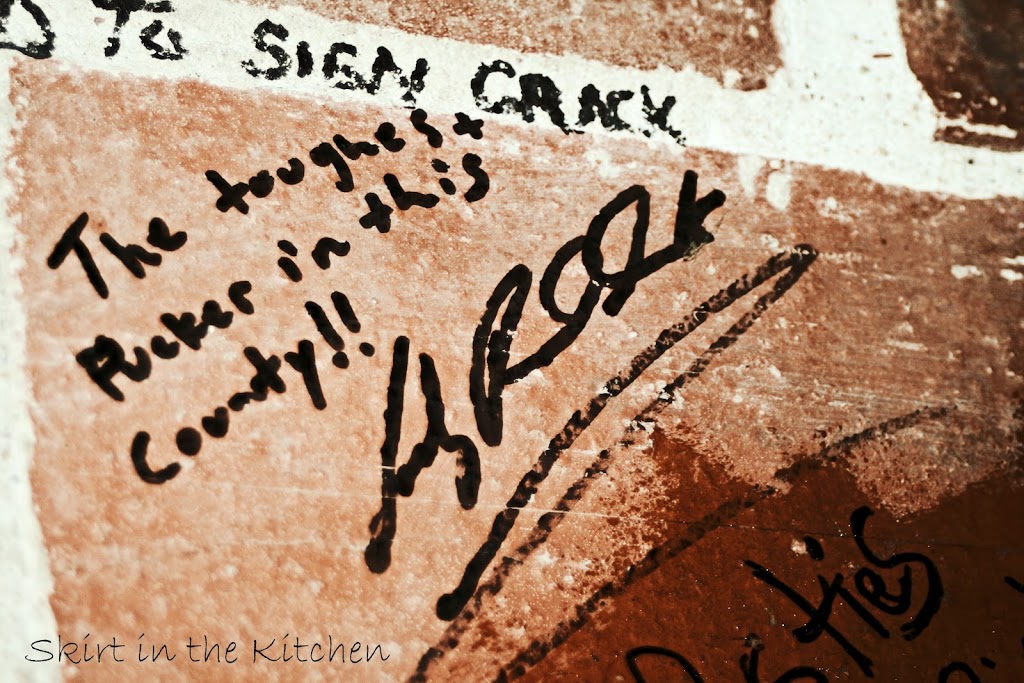 D TO SIGN CRACK
The toughest
Pucker in this
County!!
Skirt in the Kitchen